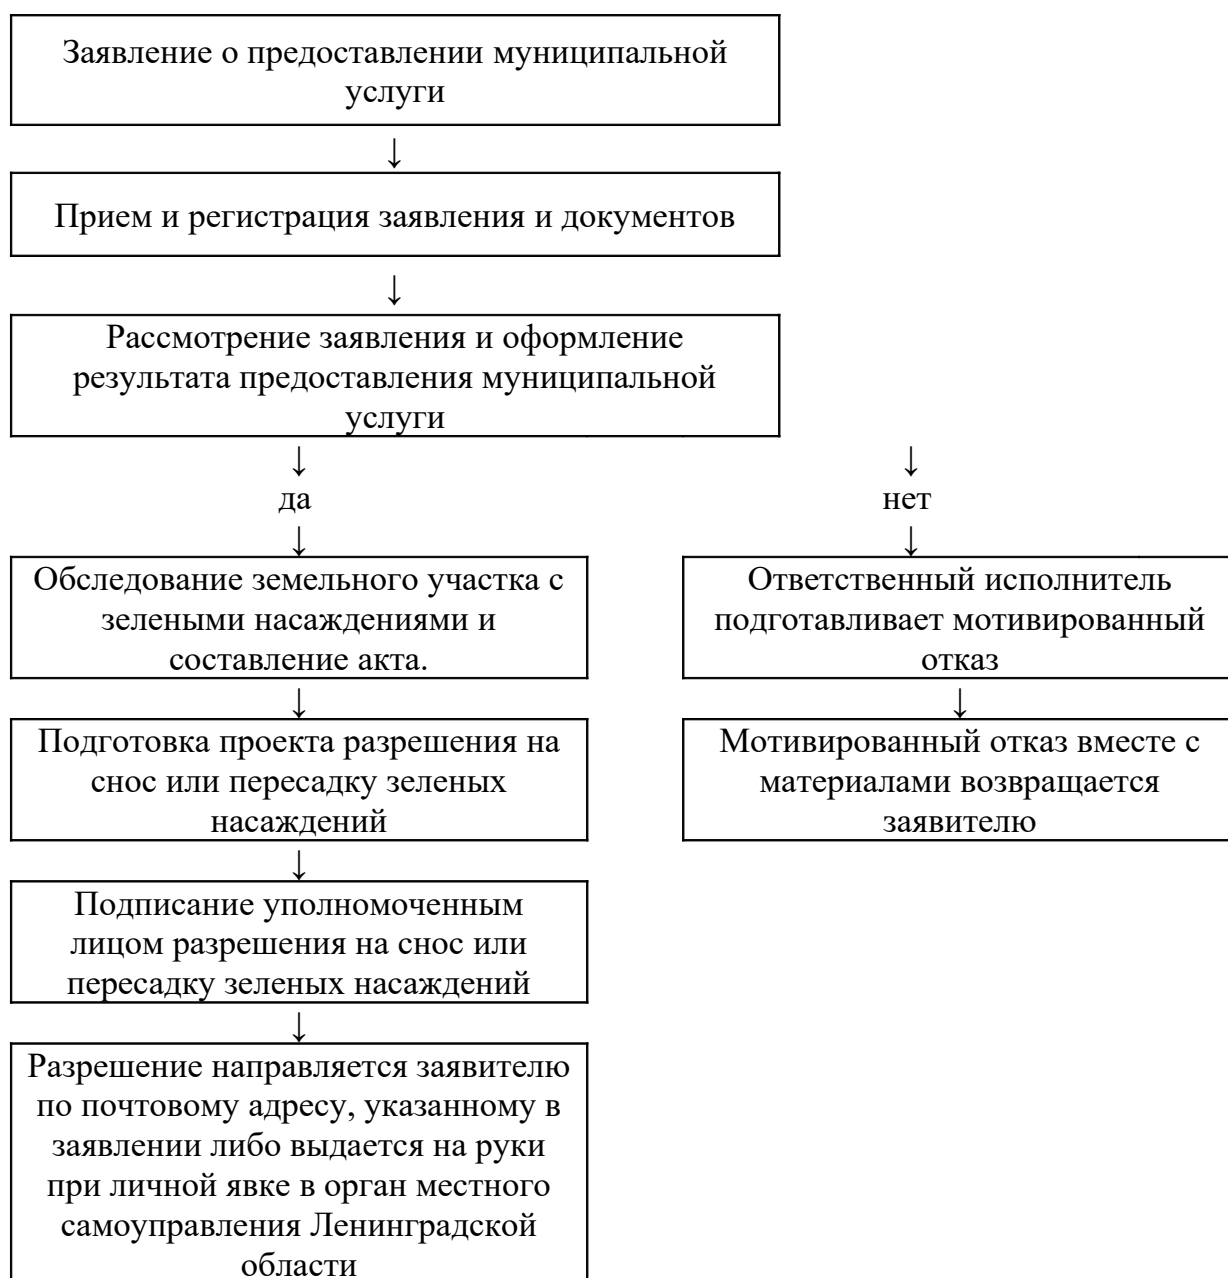 Заявление о предоставлении муниципальной
услуги
↓
Прием и регистрация заявления и документов
↓
Рассмотрение заявления и оформление
результата предоставления муниципальной
услуги
↓ ↓
да нет
↓ ↓
Обследование земельного участка с
зелеными насаждениями и
составление акта.
Ответственный исполнитель
подготавливает мотивированный
отказ
↓ ↓
Подготовка проекта разрешения на
снос или пересадку зеленых
насаждений
Мотивированный отказ вместе с
материалами возвращается
заявителю
↓
Подписание уполномоченным
лицом разрешения на снос или
пересадку зеленых насаждений
↓
Разрешение направляется заявителю
по почтовому адресу, указанному в
заявлении либо выдается на руки
при личной явке в орган местного
самоуправления Ленинградской
области